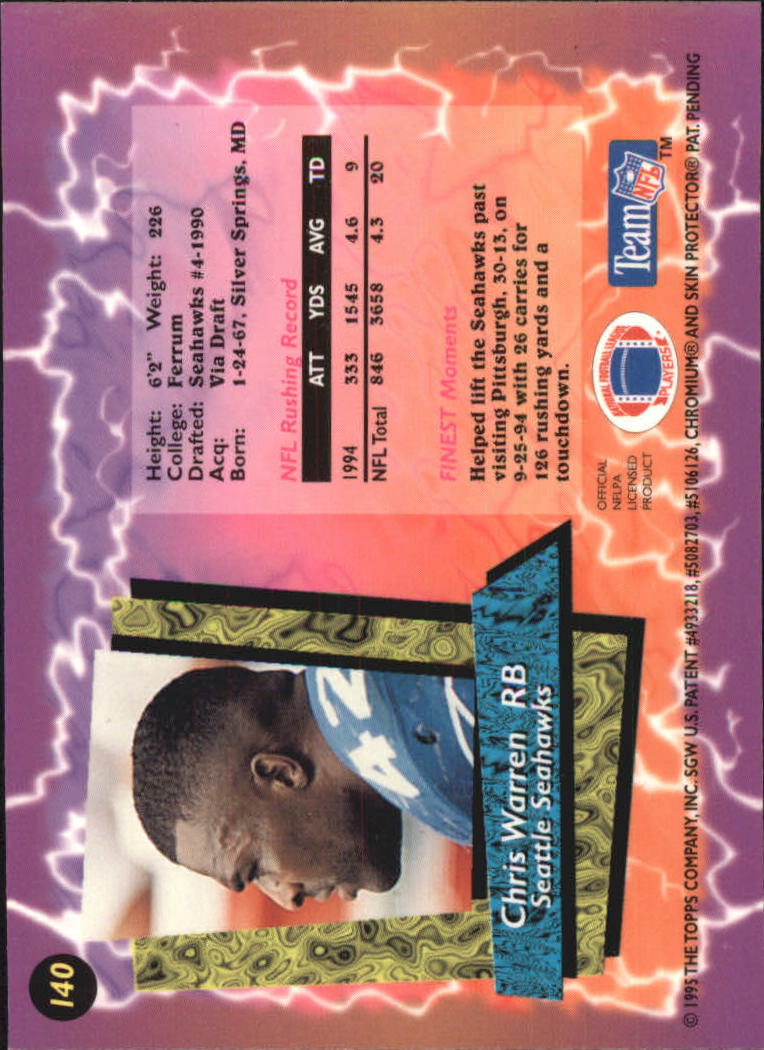 140
Chris Warren RB
Seattle Seahawks
42
Height: 6'2" Weight: 226
College: Ferrum
Drafted: Seahawks #4-1990
Acq: Via Draft
Born: 1-24-67, Silver Springs, MD
NFL Rushing Record
ATT YDS AVG TD
1994 333 1545 4.6 9
NFL Total 846 3658 4.3 20
FINEST Moments
Helped lift the Seahawks past
visiting Pittsburgh, 30-13, on
9-25-94 with 26 carries for
126 rushing yards and a
touchdown.
OFFICIAL
NFLPA
LICENSED
PRODUCT
NATIONAL FOOTBALL LEAGUE
PLAYERS
Team NFL TM
© 1995 THE TOPPS COMPANY, INC. SGW U.S. PATENT #4933218, #5082703, #5106126, CHROMIUM® AND SKIN PROTECTOR® PAT. PENDING